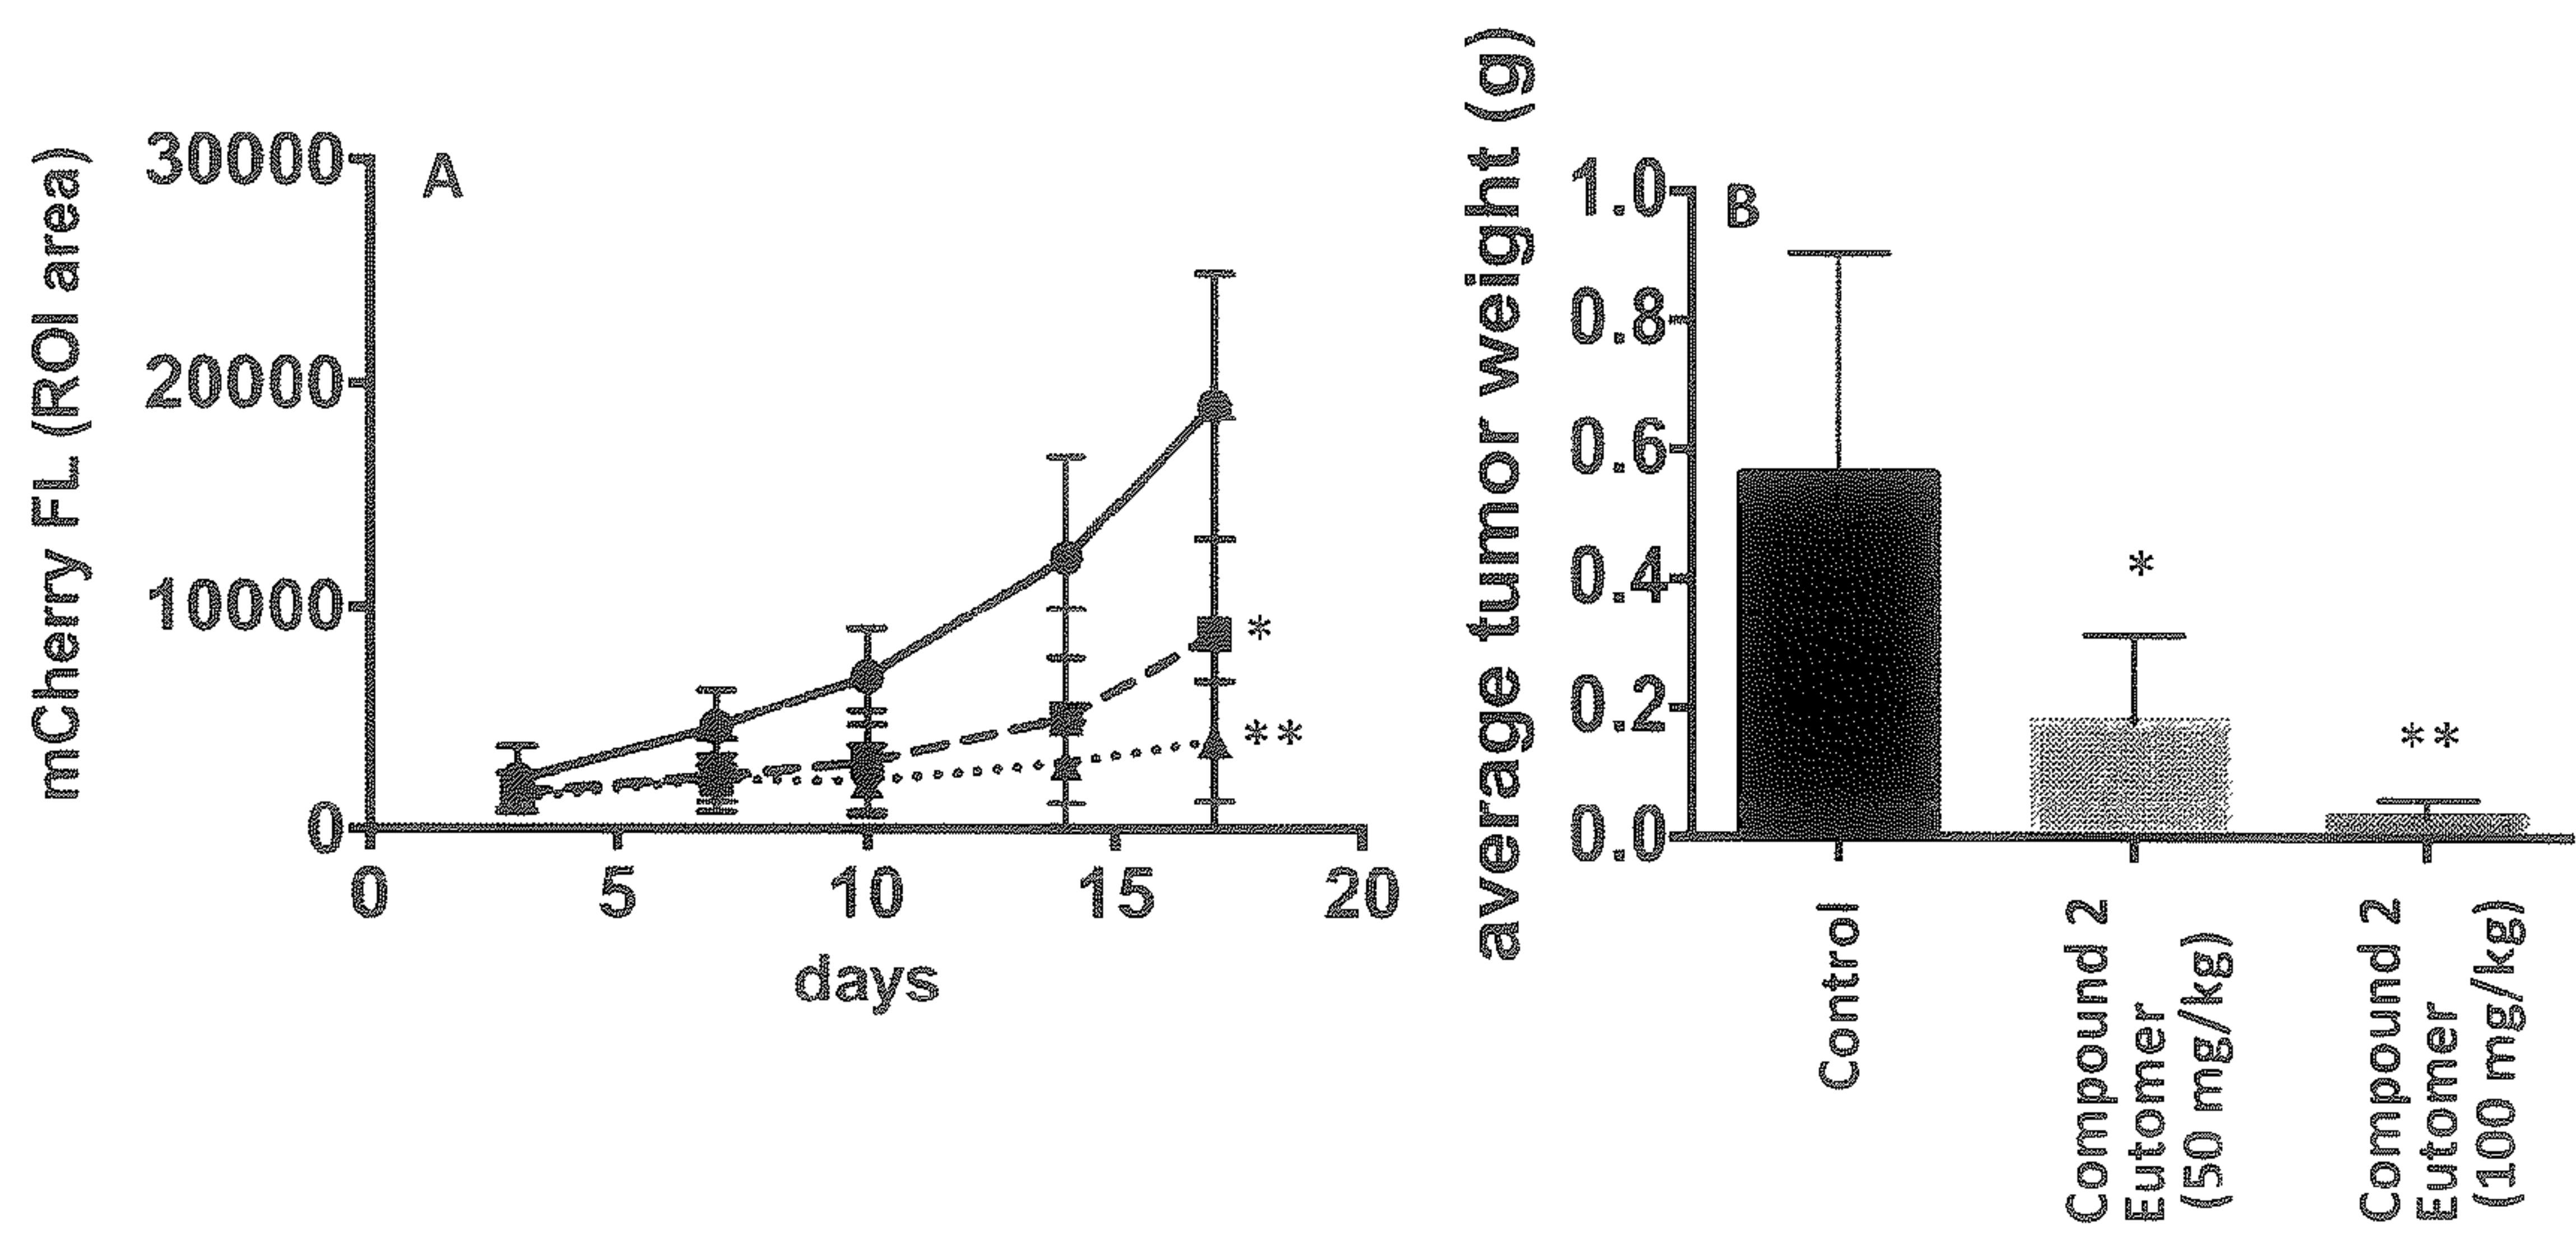 mCherry FL (ROI area)
30000
20000
10000
0
A
*
**
0 5 10 15 20
days
average tumor weight (g)
1.0
0.8
0.6
0.4
0.2
0.0
B
*
**
Control
Compound 2
Eutomer
(50 mg/kg)
Compound 2
Eutomer
(100 mg/kg)